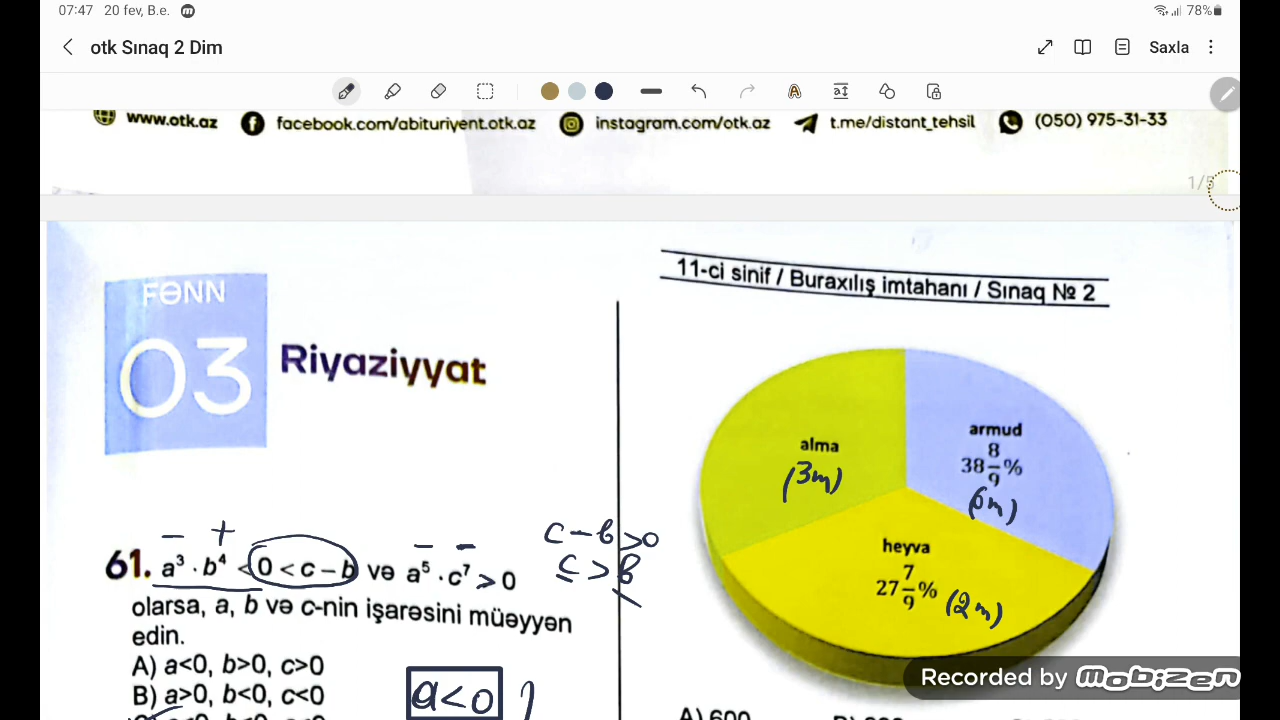 07:47 20 fev, B.e.
78%
otk Sınaq 2 Dim
Saxla
www.otk.az facebook.com/abituriyent.otk.az instagram.com/otk.az t.me/distant_tehsil (050) 975-31-33
1/5
FƏNN
03
Riyaziyyat
− + c − b > 0
− −
61. a³ · b⁴ < 0 < c − b və a⁵ · c⁷ > 0
c > b
olarsa, a, b və c-nin işarəsini müəyyən
edin.
A) a<0, b>0, c>0
B) a>0, b<0, c<0
a<0
11-ci sinif / Buraxılış imtahanı / Sınaq № 2
alma
(3m)
armud
38 8/9 %
(6m)
heyva
27 7/9 %
(2m)
A) 600
Recorded by MOBIZEN